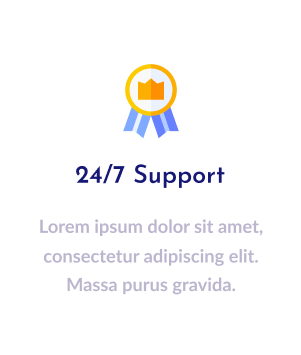 24/7 Support
Lorem ipsum dolor sit amet,
consectetur adipiscing elit.
Massa purus gravida.